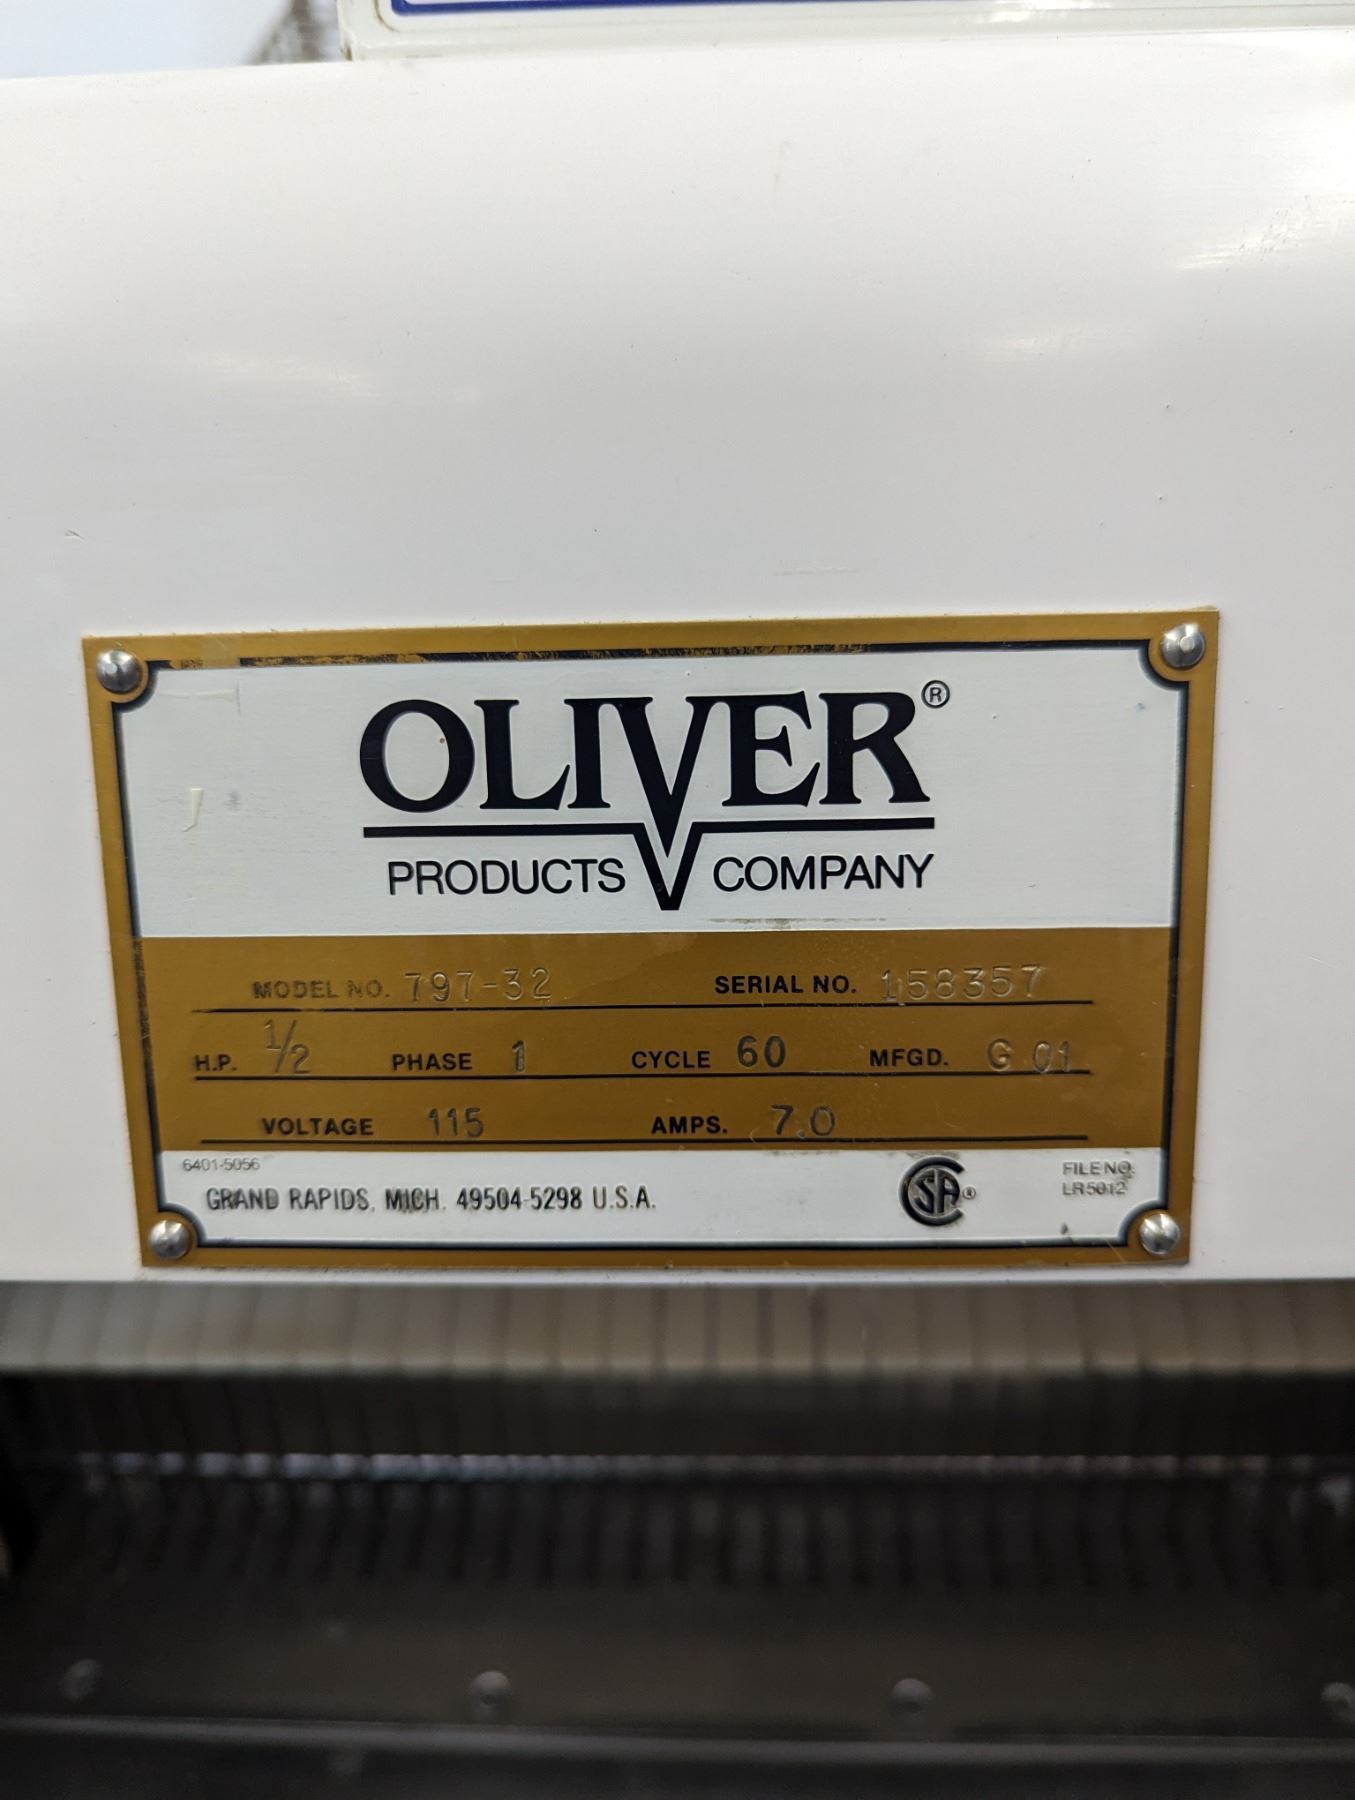 OLIVER®
PRODUCTS COMPANY
MODEL NO. 797-32 SERIAL NO. 158357
H.P. 1/2 PHASE 1 CYCLE 60 MFGD. G 01
VOLTAGE 115 AMPS. 7.0
6401-5056
GRAND RAPIDS, MICH. 49504-5298 U.S.A.
CSA®
FILE NO.
LR5012